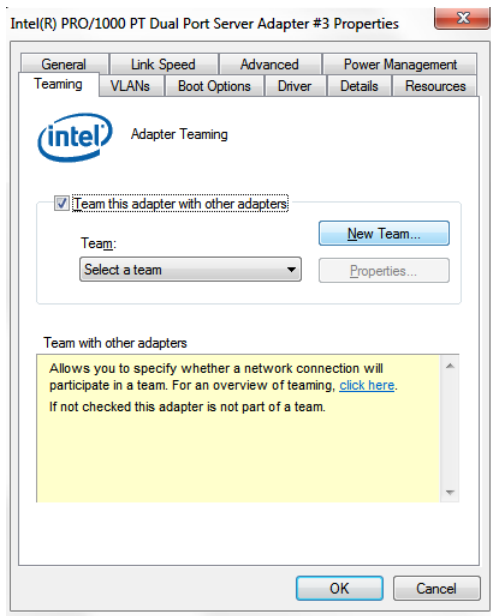 Intel(R) PRO/1000 PT Dual Port Server Adapter #3 Properties
General Link Speed Advanced Power Management
Teaming VLANs Boot Options Driver Details Resources
intel Adapter Teaming
Team this adapter with other adapters
New Team...
Team:
Select a team Properties...
Team with other adapters
Allows you to specify whether a network connection will
participate in a team. For an overview of teaming, click here.
If not checked this adapter is not part of a team.
OK Cancel